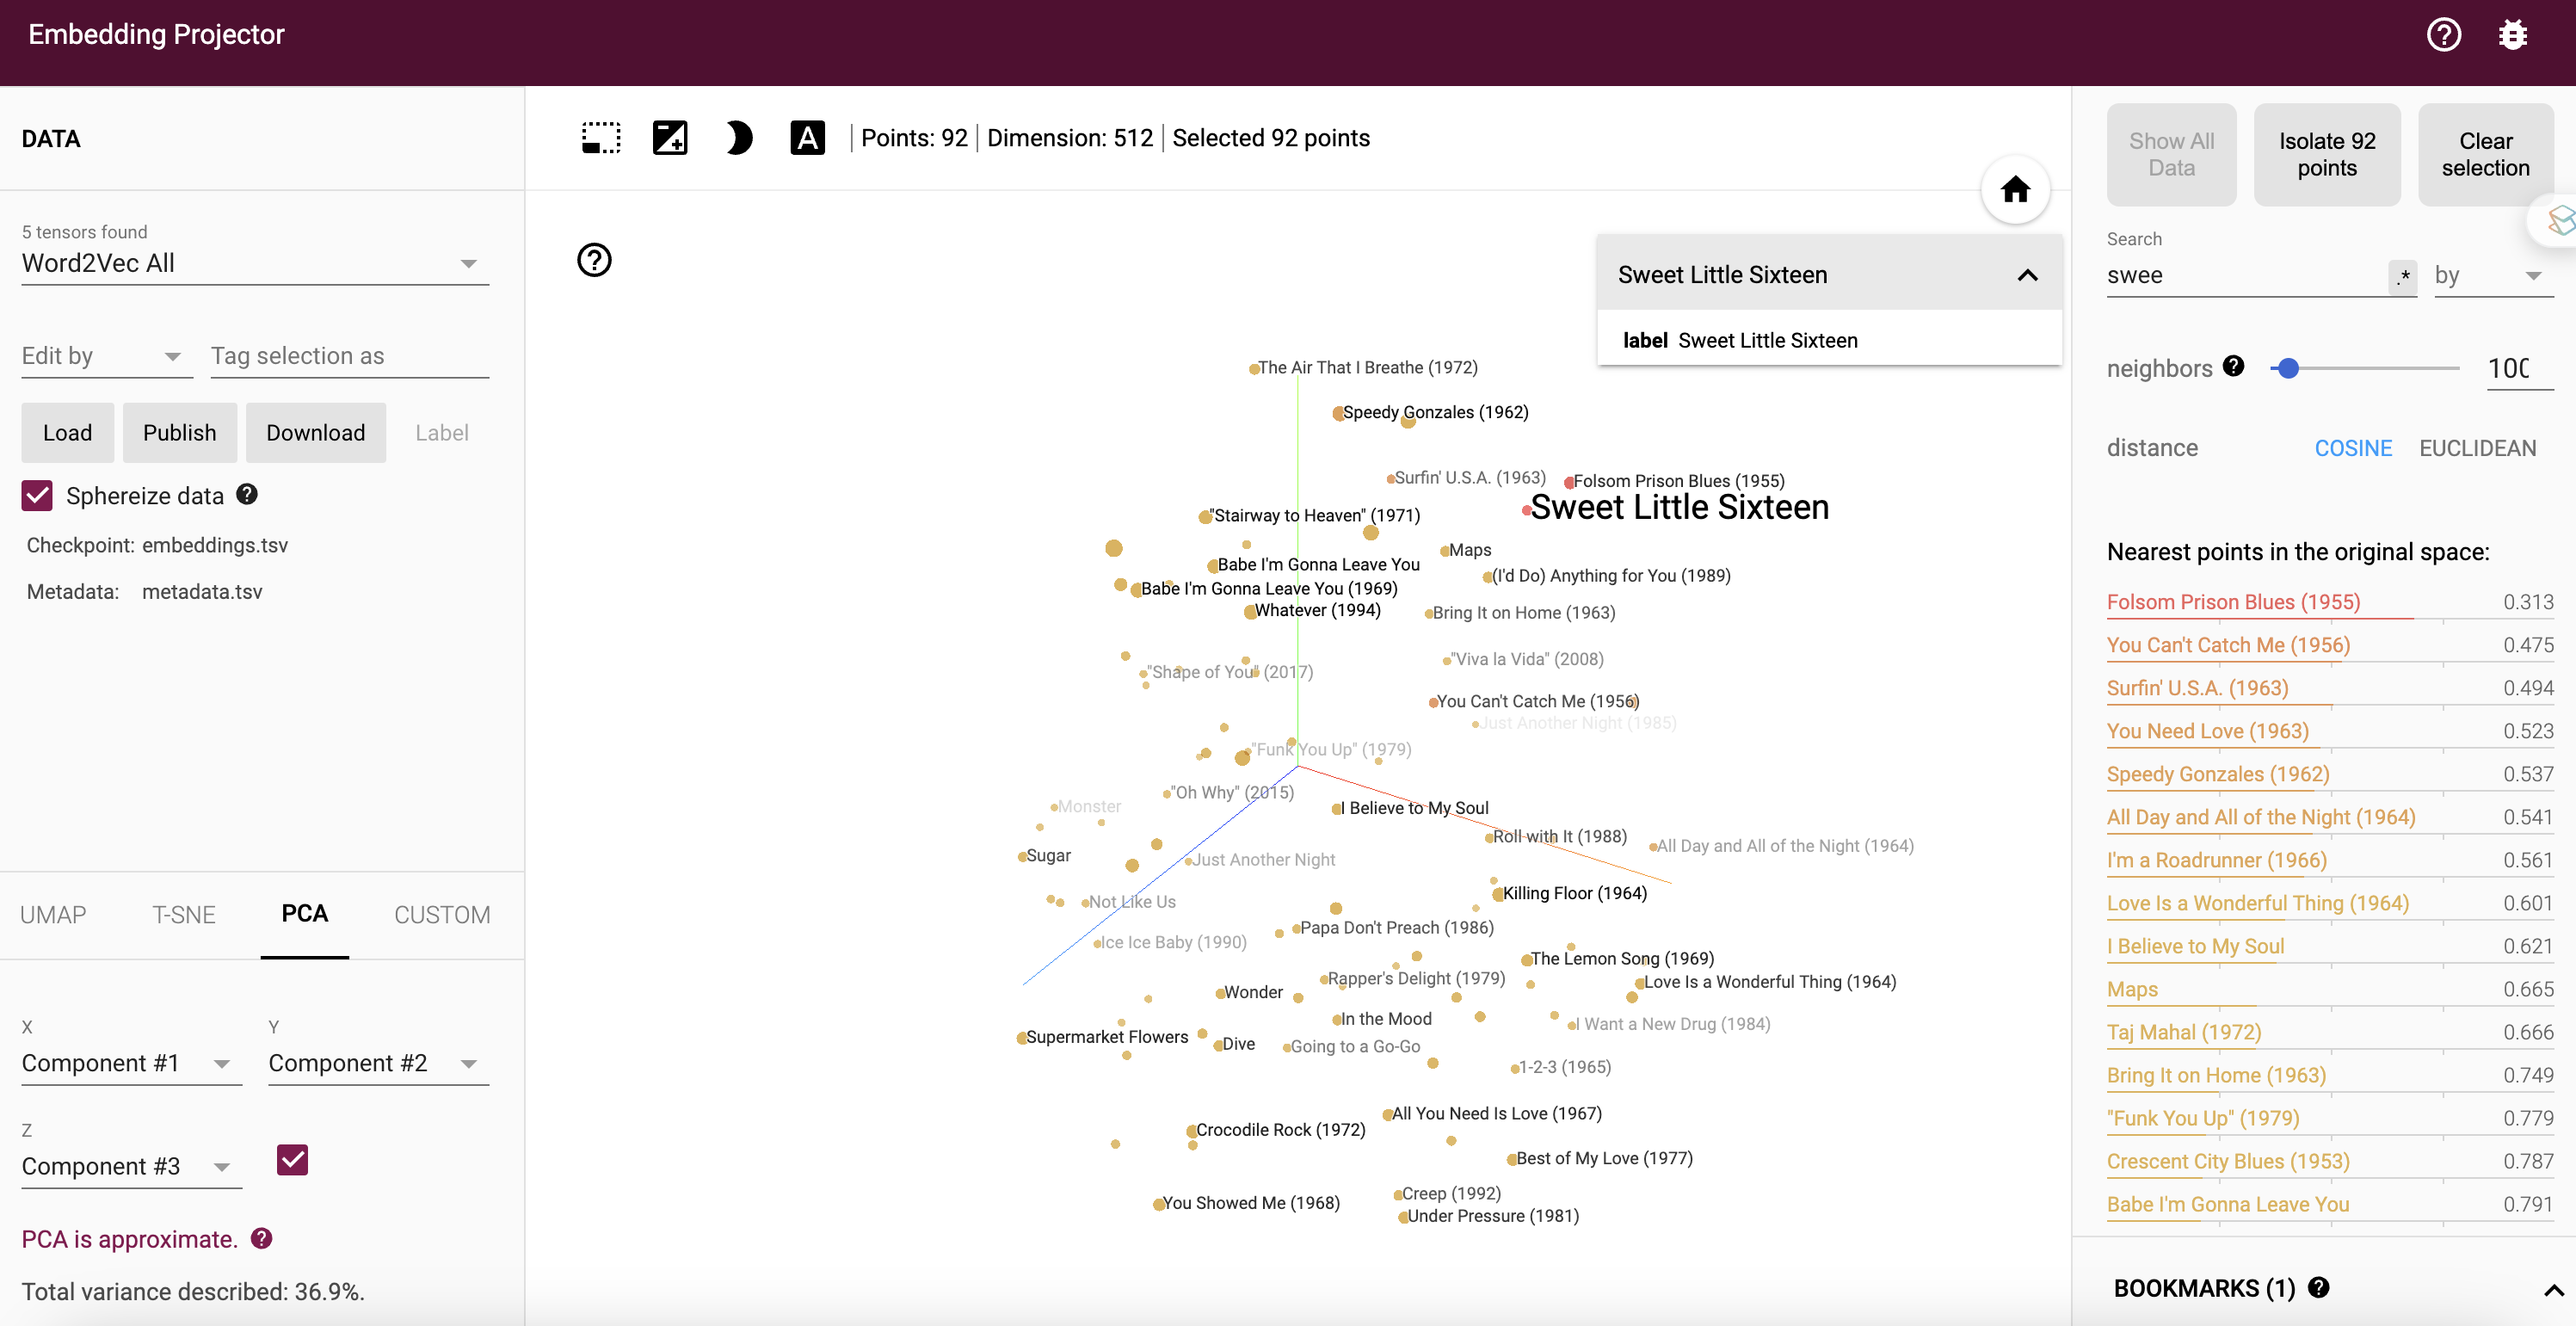 Embedding Projector
DATA
5 tensors found
Word2Vec All
Edit by
Tag selection as
Load
Publish
Download
Label
Sphereize data
Checkpoint: embeddings.tsv
Metadata: metadata.tsv
UMAP
T-SNE
PCA
CUSTOM
X
Component #1
Y
Component #2
Z
Component #3
PCA is approximate.
Total variance described: 36.9%.
A
Points: 92
Dimension: 512
Selected 92 points
Sweet Little Sixteen
label Sweet Little Sixteen
The Air That I Breathe (1972)
Speedy Gonzales (1962)
Surfin' U.S.A. (1963)
Folsom Prison Blues (1955)
Sweet Little Sixteen
"Stairway to Heaven" (1971)
Maps
Babe I'm Gonna Leave You
(I'd Do) Anything for You (1989)
Babe I'm Gonna Leave You (1969)
Whatever (1994)
Bring It on Home (1963)
"Viva la Vida" (2008)
"Shape of You" (2017)
You Can't Catch Me (1956)
Just Another Night (1985)
"Funk You Up" (1979)
"Oh Why" (2015)
Monster
I Believe to My Soul
Roll with It (1988)
All Day and All of the Night (1964)
Sugar
Just Another Night
Killing Floor (1964)
Not Like Us
Papa Don't Preach (1986)
Ice Ice Baby (1990)
The Lemon Song (1969)
Rapper's Delight (1979)
Love Is a Wonderful Thing (1964)
Wonder
In the Mood
I Want a New Drug (1984)
Supermarket Flowers
Dive
Going to a Go-Go
1-2-3 (1965)
All You Need Is Love (1967)
Crocodile Rock (1972)
Best of My Love (1977)
Creep (1992)
You Showed Me (1968)
Under Pressure (1981)
Show All Data
Isolate 92 points
Clear selection
Search
swee
.*
by
neighbors
100
distance
COSINE
EUCLIDEAN
Nearest points in the original space:
Folsom Prison Blues (1955) 0.313
You Can't Catch Me (1956) 0.475
Surfin' U.S.A. (1963) 0.494
You Need Love (1963) 0.523
Speedy Gonzales (1962) 0.537
All Day and All of the Night (1964) 0.541
I'm a Roadrunner (1966) 0.561
Love Is a Wonderful Thing (1964) 0.601
I Believe to My Soul 0.621
Maps 0.665
Taj Mahal (1972) 0.666
Bring It on Home (1963) 0.749
"Funk You Up" (1979) 0.779
Crescent City Blues (1953) 0.787
Babe I'm Gonna Leave You 0.791
BOOKMARKS (1)